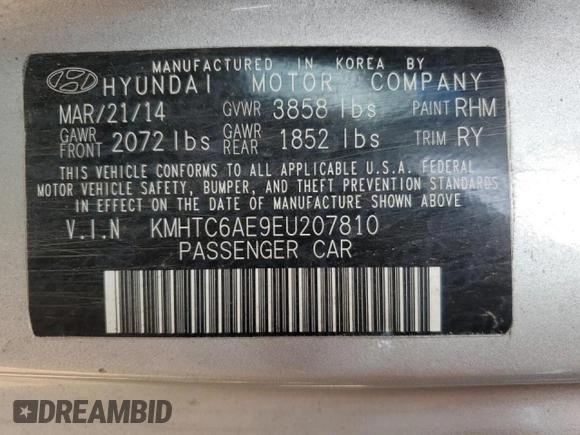 MANUFACTURED IN KOREA BY
HYUNDAI MOTOR COMPANY
MAR/21/14 GVWR 3858 lbs PAINT RHM
GAWR FRONT 2072 lbs GAWR REAR 1852 lbs TRIM RY
THIS VEHICLE CONFORMS TO ALL APPLICABLE U.S.A. FEDERAL
MOTOR VEHICLE SAFETY, BUMPER, AND THEFT PREVENTION STANDARDS
IN EFFECT ON THE DATE OF MANUFACTURE SHOWN ABOVE.
V.I.N KMHTC6AE9EU207810
PASSENGER CAR
DREAMBID